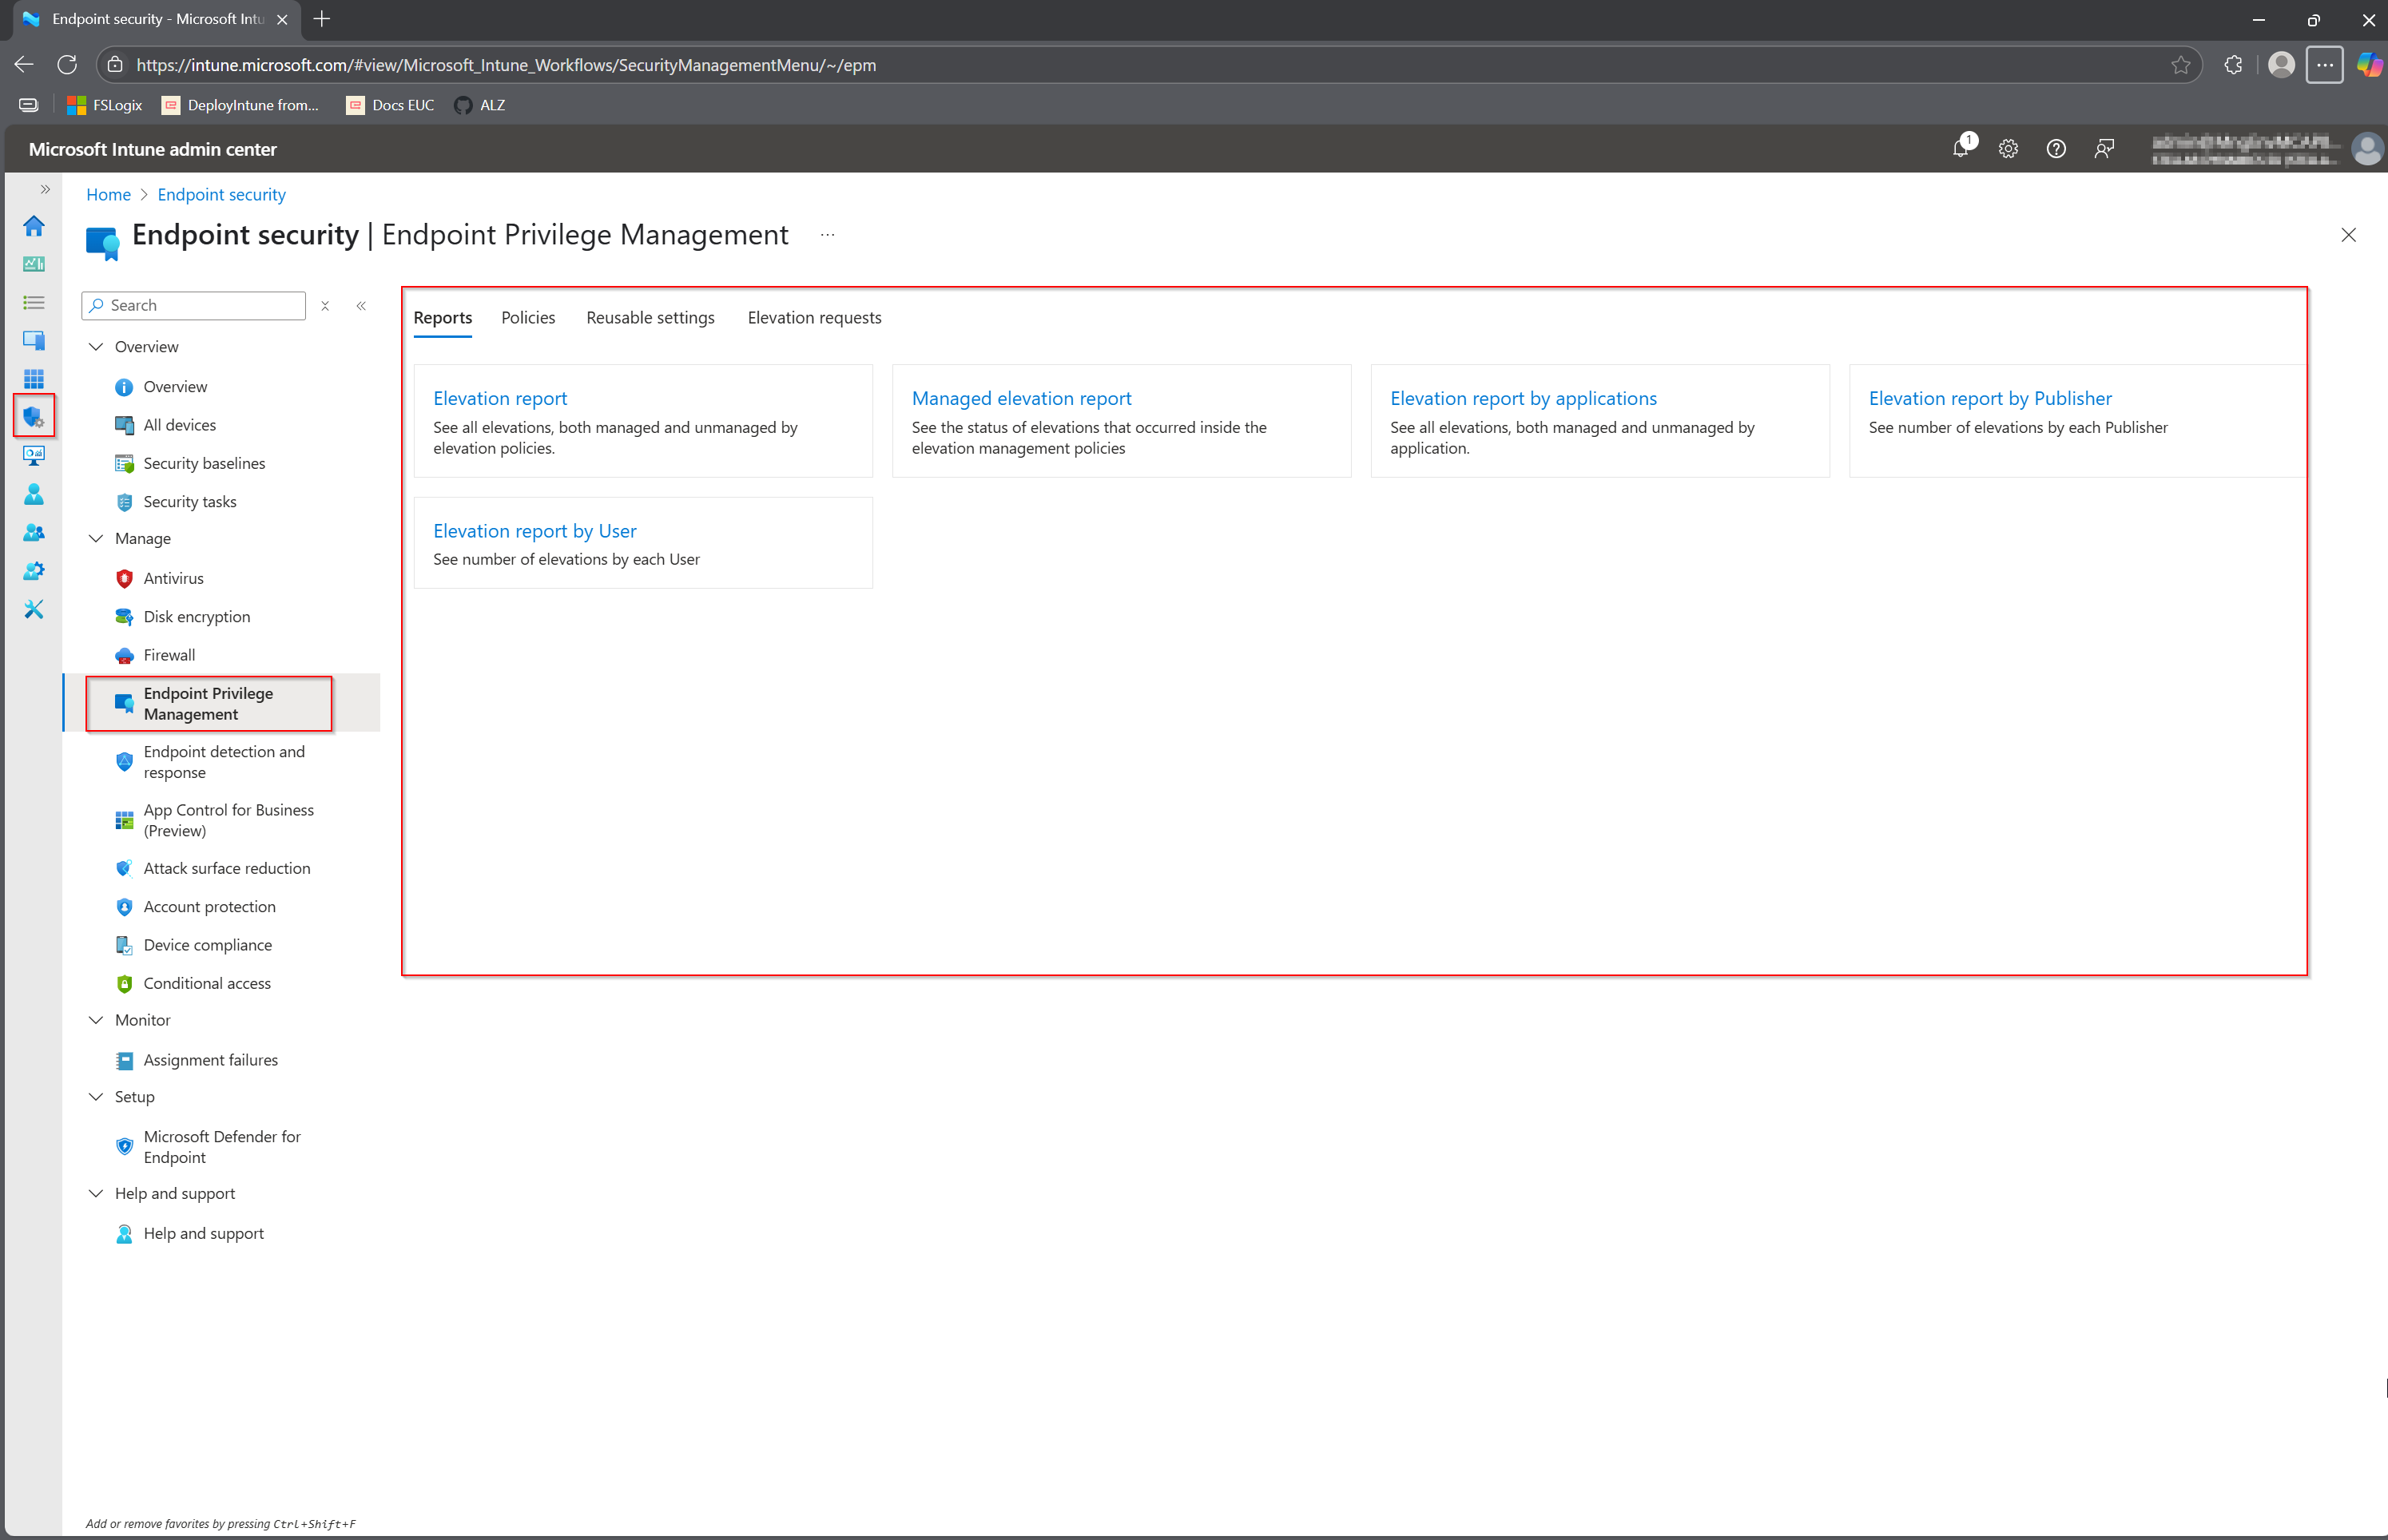 Endpoint security - Microsoft Intu
https://intune.microsoft.com/#view/Microsoft_Intune_Workflows/SecurityManagementMenu/~/epm
FSLogix
DeployIntune from...
Docs EUC
ALZ
Microsoft Intune admin center
1
Home > Endpoint security
Endpoint security | Endpoint Privilege Management ...
Search
Overview
Overview
All devices
Security baselines
Security tasks
Manage
Antivirus
Disk encryption
Firewall
Endpoint Privilege
Management
Endpoint detection and
response
App Control for Business
(Preview)
Attack surface reduction
Account protection
Device compliance
Conditional access
Monitor
Assignment failures
Setup
Microsoft Defender for
Endpoint
Help and support
Help and support
Reports
Policies
Reusable settings
Elevation requests
Elevation report
See all elevations, both managed and unmanaged by
elevation policies.
Managed elevation report
See the status of elevations that occurred inside the
elevation management policies
Elevation report by applications
See all elevations, both managed and unmanaged by
application.
Elevation report by Publisher
See number of elevations by each Publisher
Elevation report by User
See number of elevations by each User
Add or remove favorites by pressing Ctrl+Shift+F